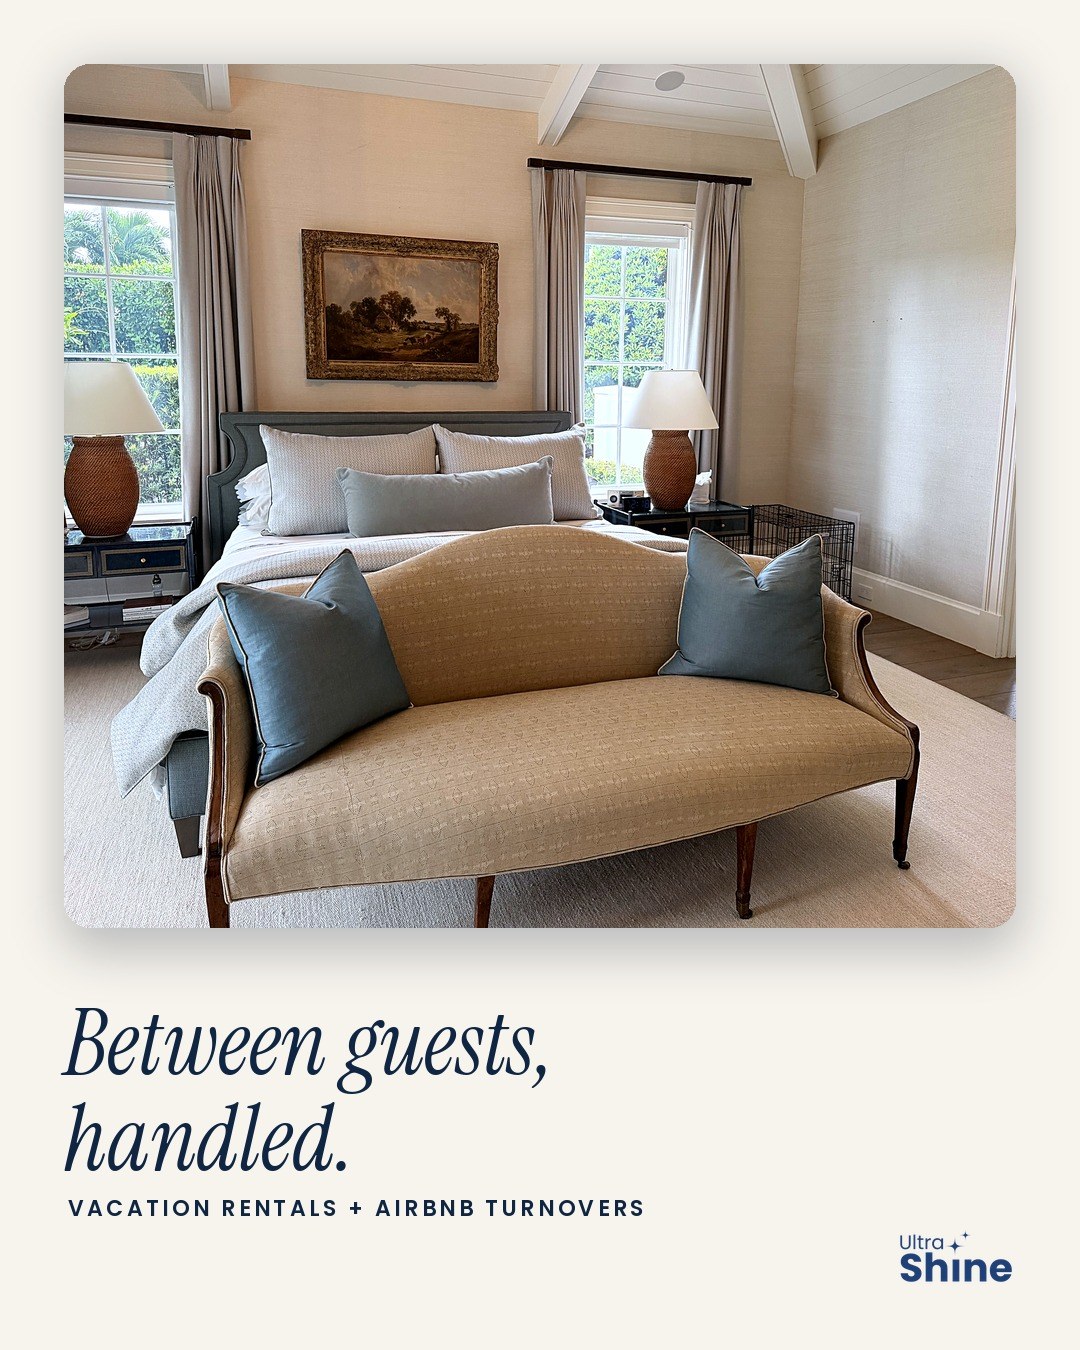 Between guests,
handled.
VACATION RENTALS + AIRBNB TURNOVERS
Ultra
Shine